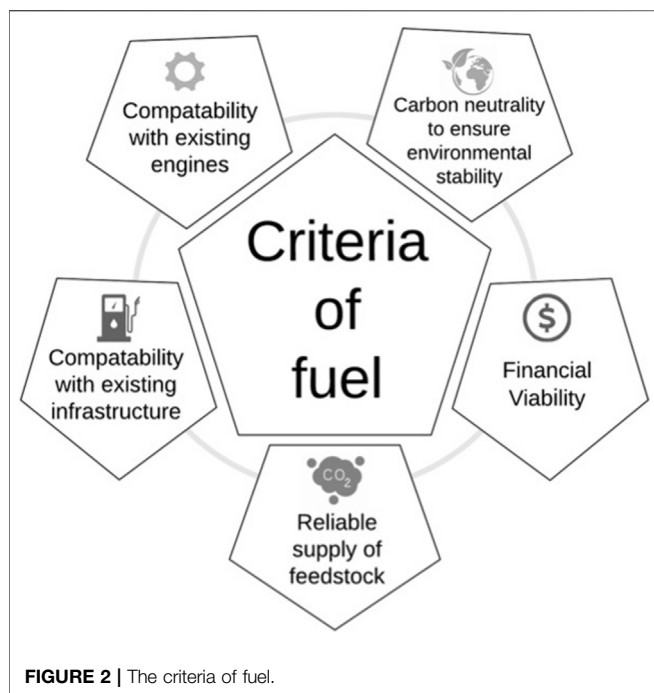 Compatability
with existing
engines
Carbon neutrality
to ensure
environmental
stability
Criteria
of
fuel
Compatability
with existing
infrastructure
$
Financial
Viability
CO2
Reliable
supply of
feedstock
FIGURE 2 | The criteria of fuel.